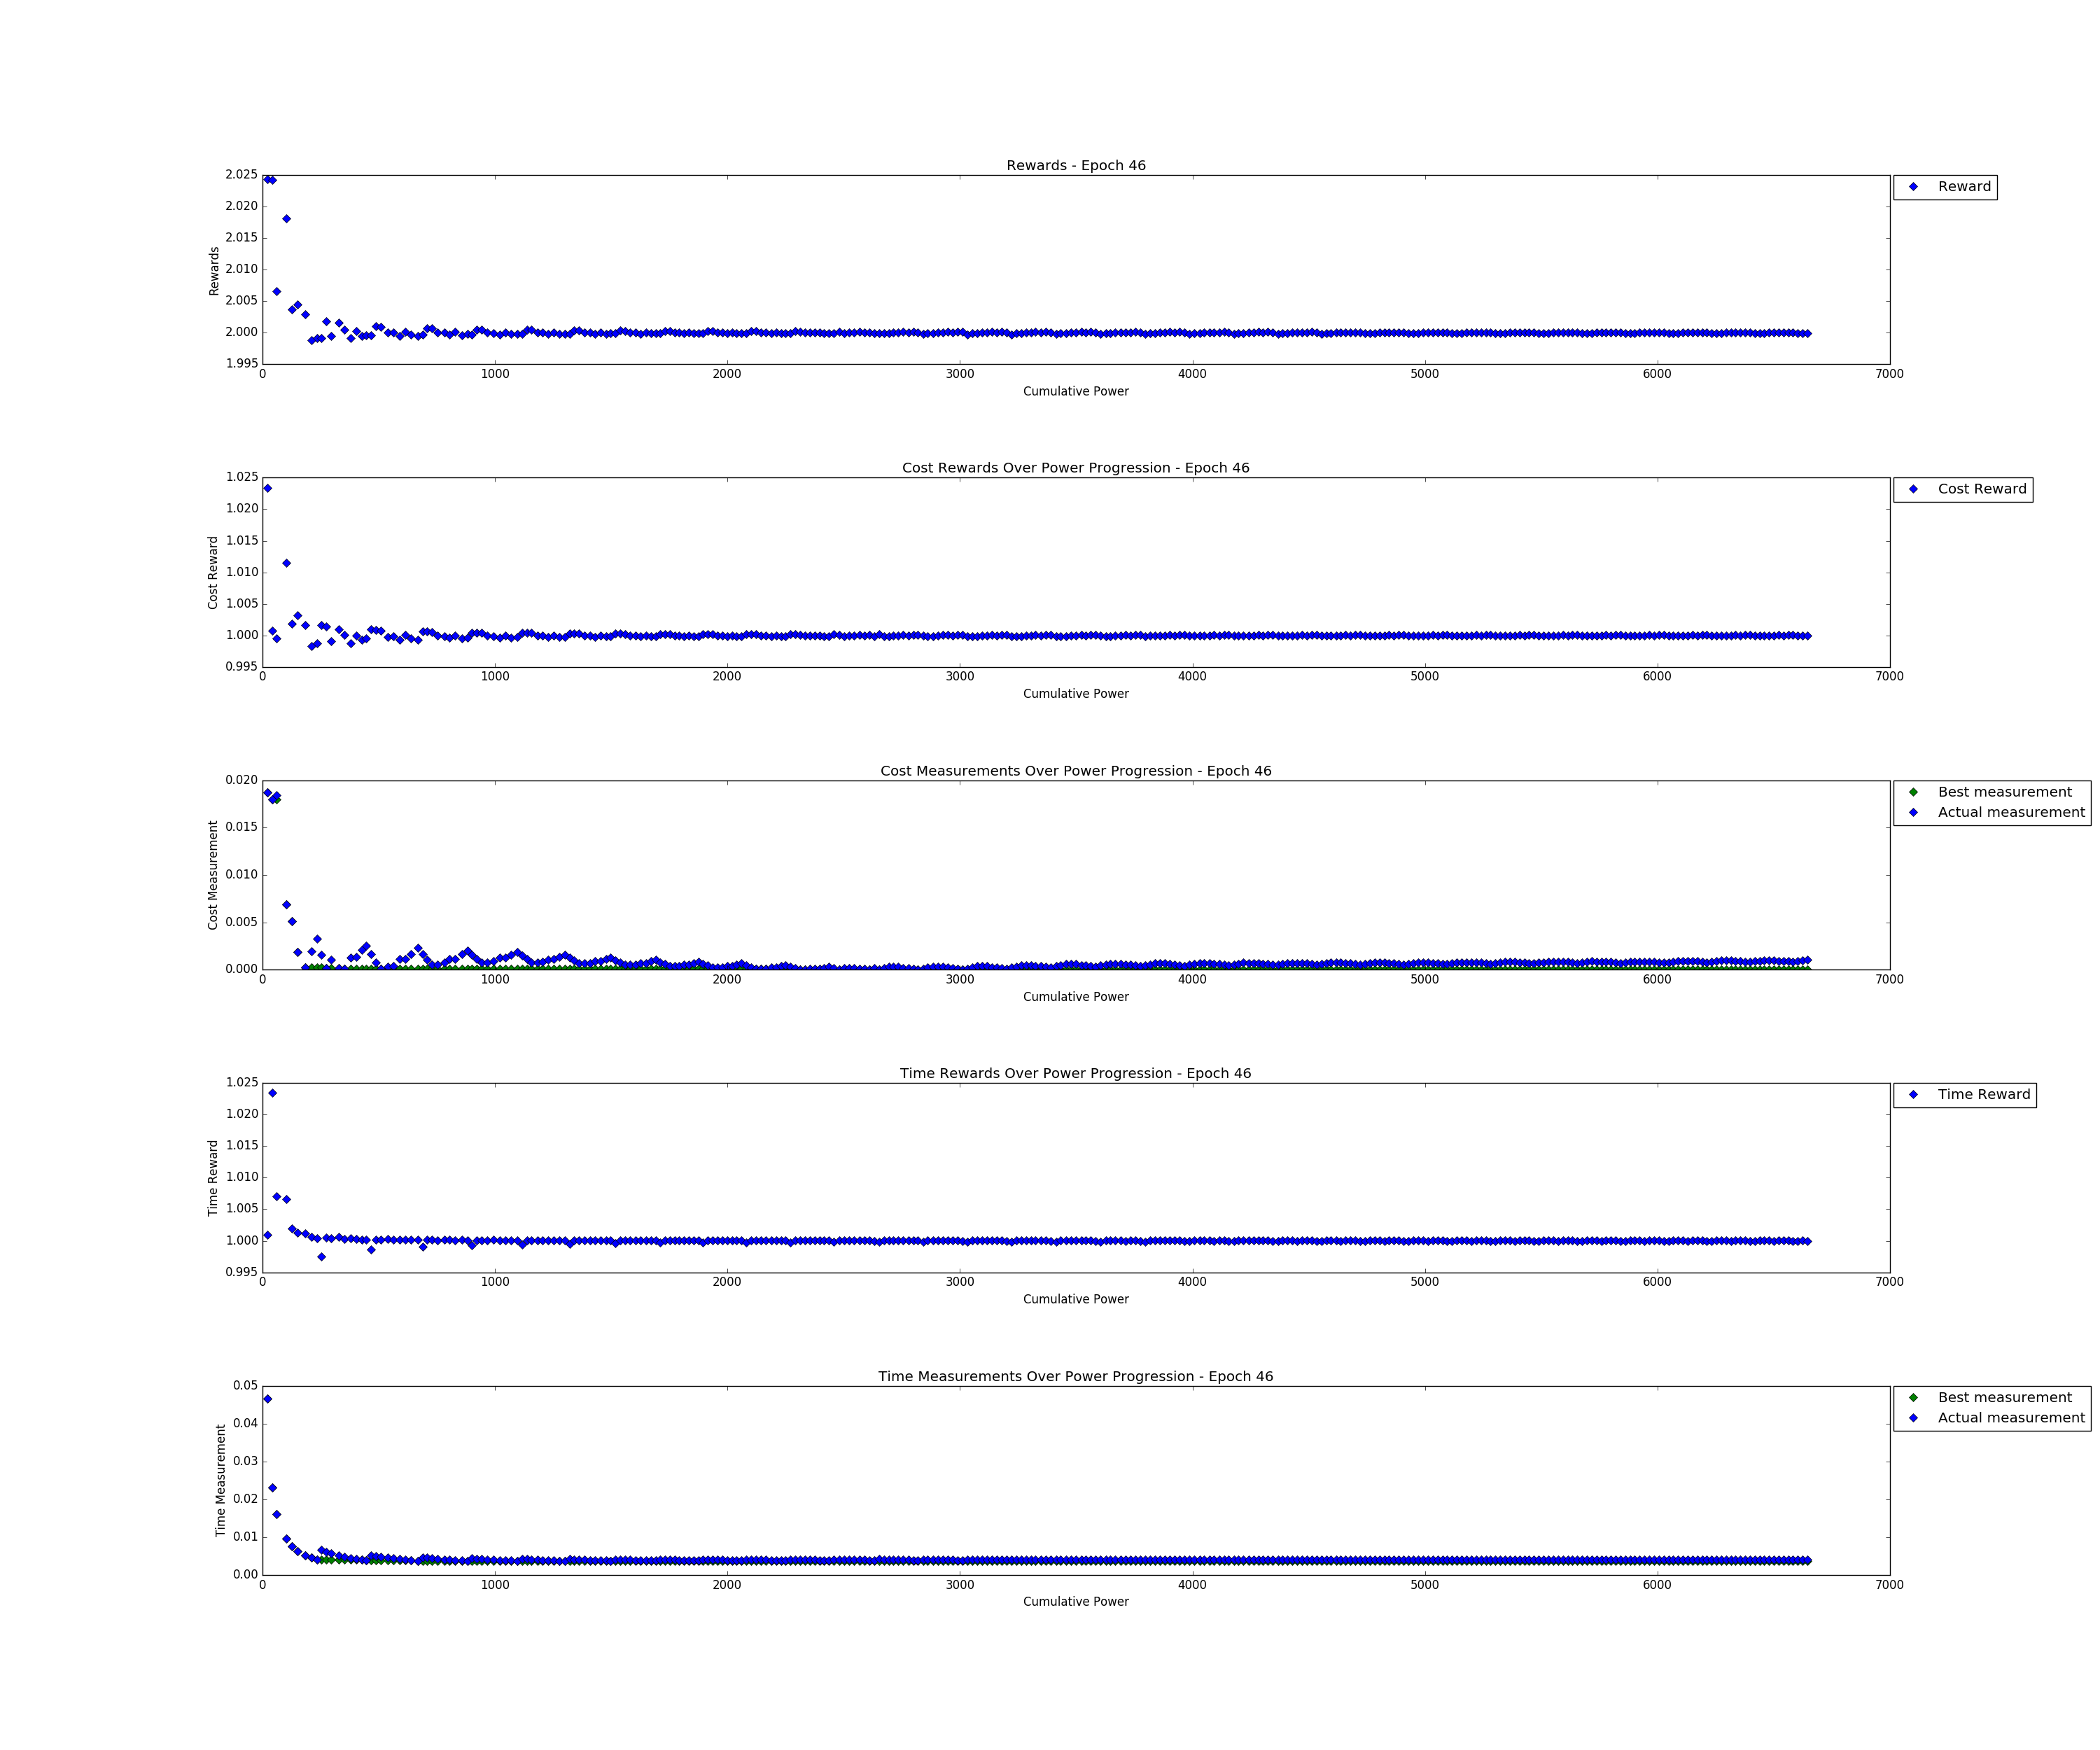 Rewards - Epoch 46
2.025
2.020
2.015
2.010
2.005
2.000
1.995
Rewards
0 1000 2000 3000 4000 5000 6000 7000
Cumulative Power
Reward
Cost Rewards Over Power Progression - Epoch 46
1.025
1.020
1.015
1.010
1.005
1.000
0.995
Cost Reward
0 1000 2000 3000 4000 5000 6000 7000
Cumulative Power
Cost Reward
Cost Measurements Over Power Progression - Epoch 46
0.020
0.015
0.010
0.005
0.000
Cost Measurement
0 1000 2000 3000 4000 5000 6000 7000
Cumulative Power
Best measurement
Actual measurement
Time Rewards Over Power Progression - Epoch 46
1.025
1.020
1.015
1.010
1.005
1.000
0.995
Time Reward
0 1000 2000 3000 4000 5000 6000 7000
Cumulative Power
Time Reward
Time Measurements Over Power Progression - Epoch 46
0.05
0.04
0.03
0.02
0.01
0.00
Time Measurement
0 1000 2000 3000 4000 5000 6000 7000
Cumulative Power
Best measurement
Actual measurement